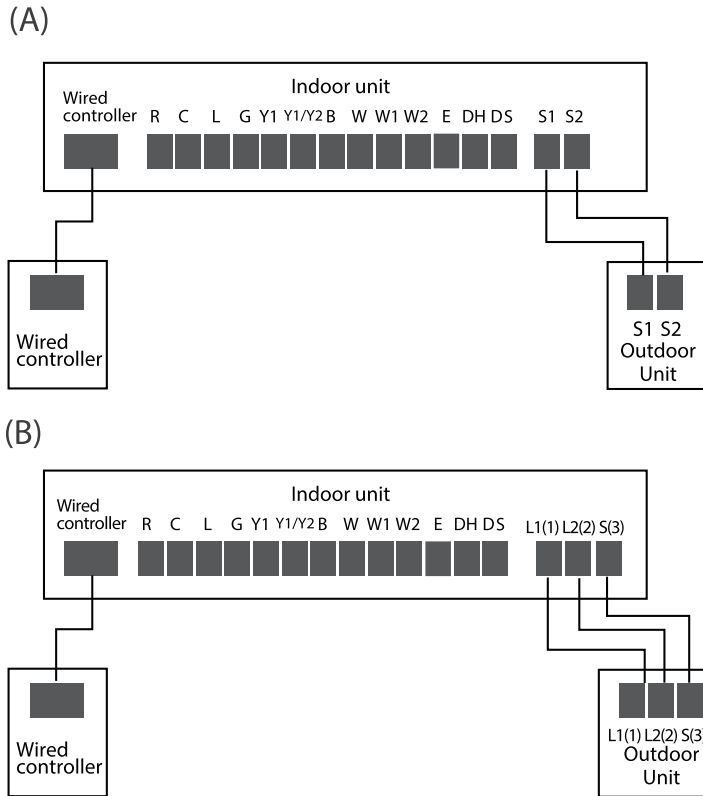 (A)
Indoor unit
Wired
controller R C L G Y1 Y1/Y2 B W W1 W2 E DH DS S1 S2
Wired
controller
S1 S2
Outdoor
Unit
(B)
Indoor unit
Wired
controller R C L G Y1 Y1/Y2 B W W1 W2 E DH DS L1(1) L2(2) S(3)
Wired
controller
L1(1) L2(2) S(3)
Outdoor
Unit